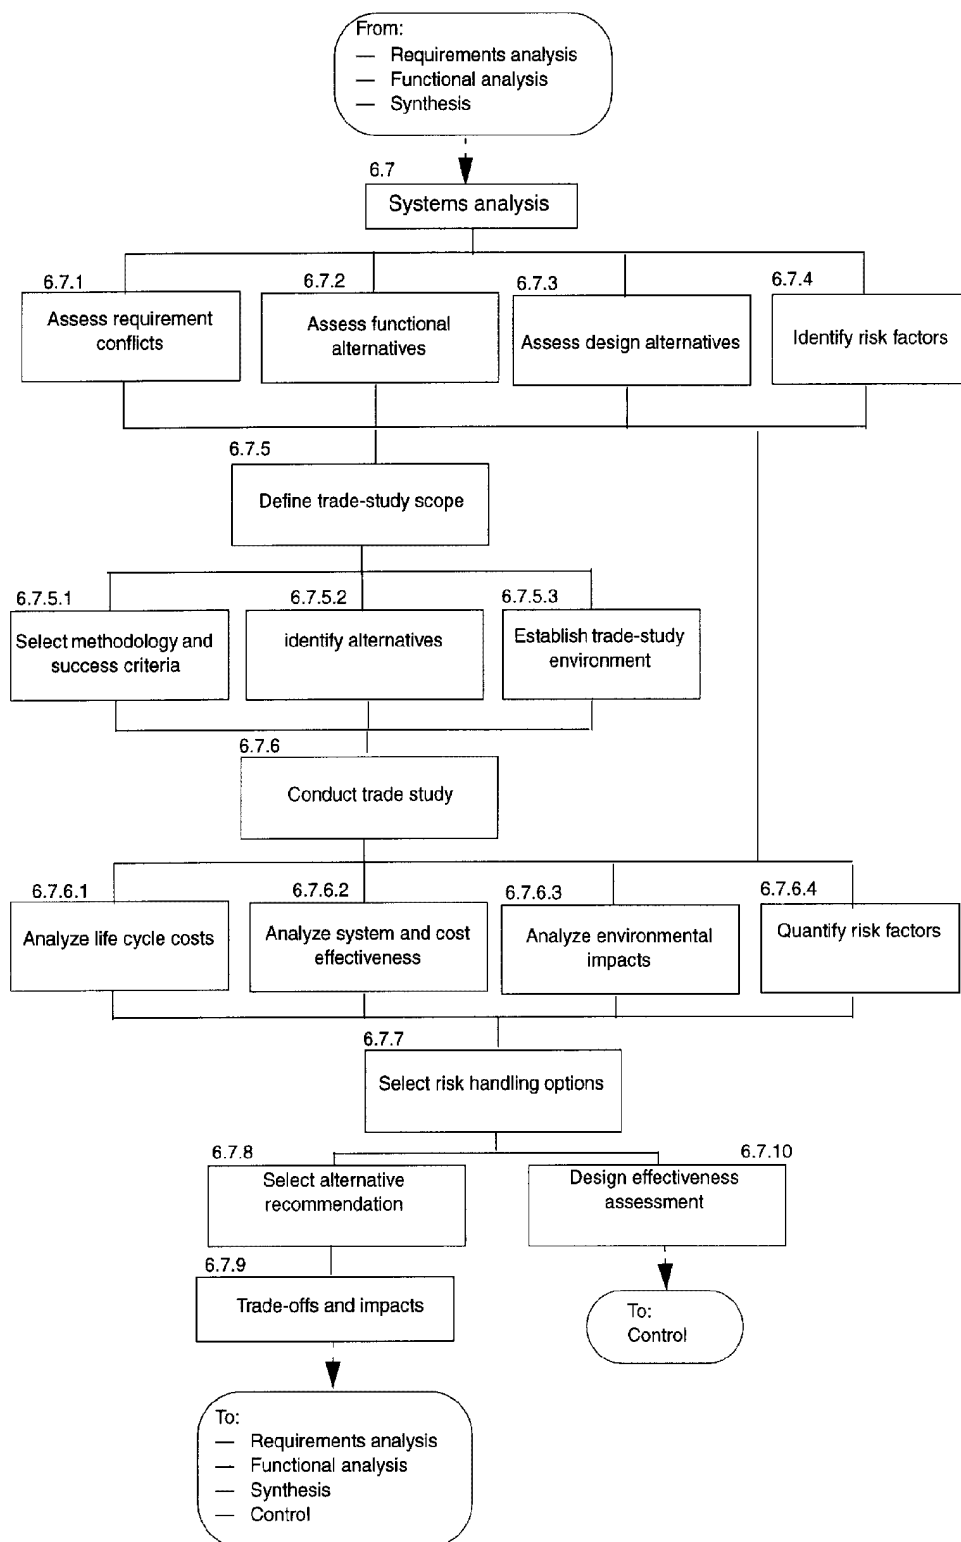 From:
— Requirements analysis
— Functional analysis
— Synthesis
6.7
Systems analysis
6.7.1
Assess requirement
conflicts
6.7.2
Assess functional
alternatives
6.7.3
Assess design alternatives
6.7.4
Identify risk factors
6.7.5
Define trade-study scope
6.7.5.1
Select methodology and
success criteria
6.7.5.2
identify alternatives
6.7.5.3
Establish trade-study
environment
6.7.6
Conduct trade study
6.7.6.1
Analyze life cycle costs
6.7.6.2
Analyze system and cost
effectiveness
6.7.6.3
Analyze environmental
impacts
6.7.6.4
Quantify risk factors
6.7.7
Select risk handling options
6.7.8
Select alternative
recommendation
6.7.10
Design effectiveness
assessment
6.7.9
Trade-offs and impacts
To:
Control
To:
— Requirements analysis
— Functional analysis
— Synthesis
— Control